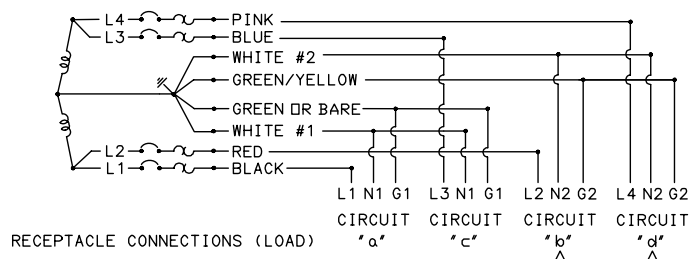 L4 PINK
L3 BLUE
WHITE #2
GREEN/YELLOW
GREEN OR BARE
WHITE #1
L2 RED
L1 BLACK
L1 N1 G1 L3 N1 G1 L2 N2 G2 L4 N2 G2
CIRCUIT CIRCUIT CIRCUIT CIRCUIT
RECEPTACLE CONNECTIONS (LOAD) "a" "c" "b" "d"